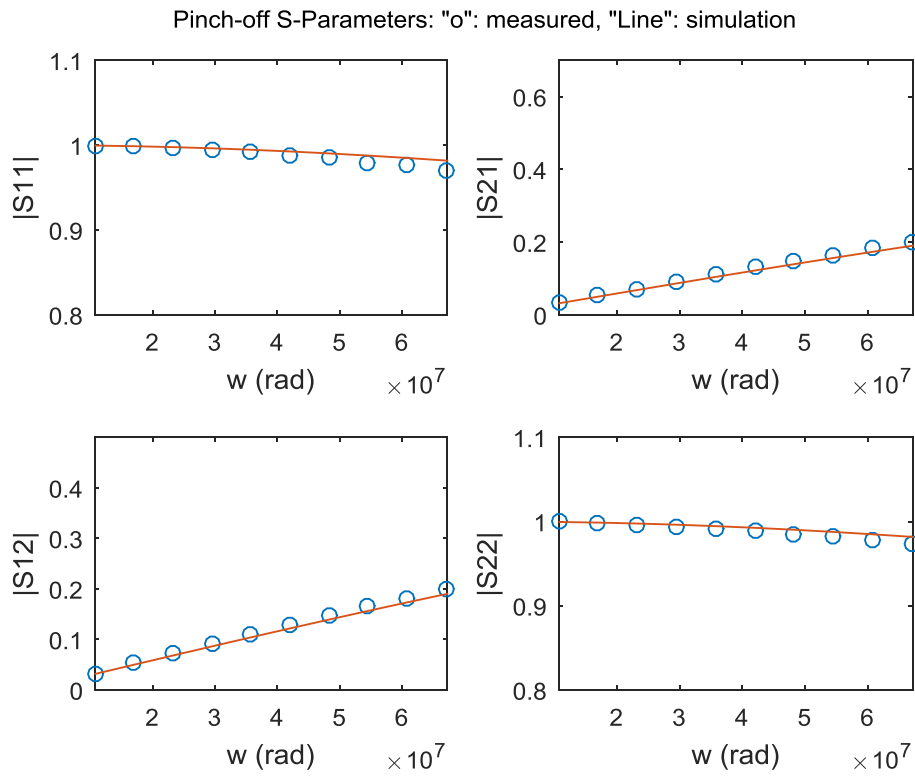 Pinch-off S-Parameters: "o": measured, "Line": simulation
1.1
1
0.9
0.8
|S11|
2 3 4 5 6
w (rad)
×10^7
0.6
0.4
0.2
0
|S21|
2 3 4 5 6
w (rad)
×10^7
0.4
0.3
0.2
0.1
0
|S12|
2 3 4 5 6
w (rad)
×10^7
1.1
1
0.9
0.8
|S22|
2 3 4 5 6
w (rad)
×10^7